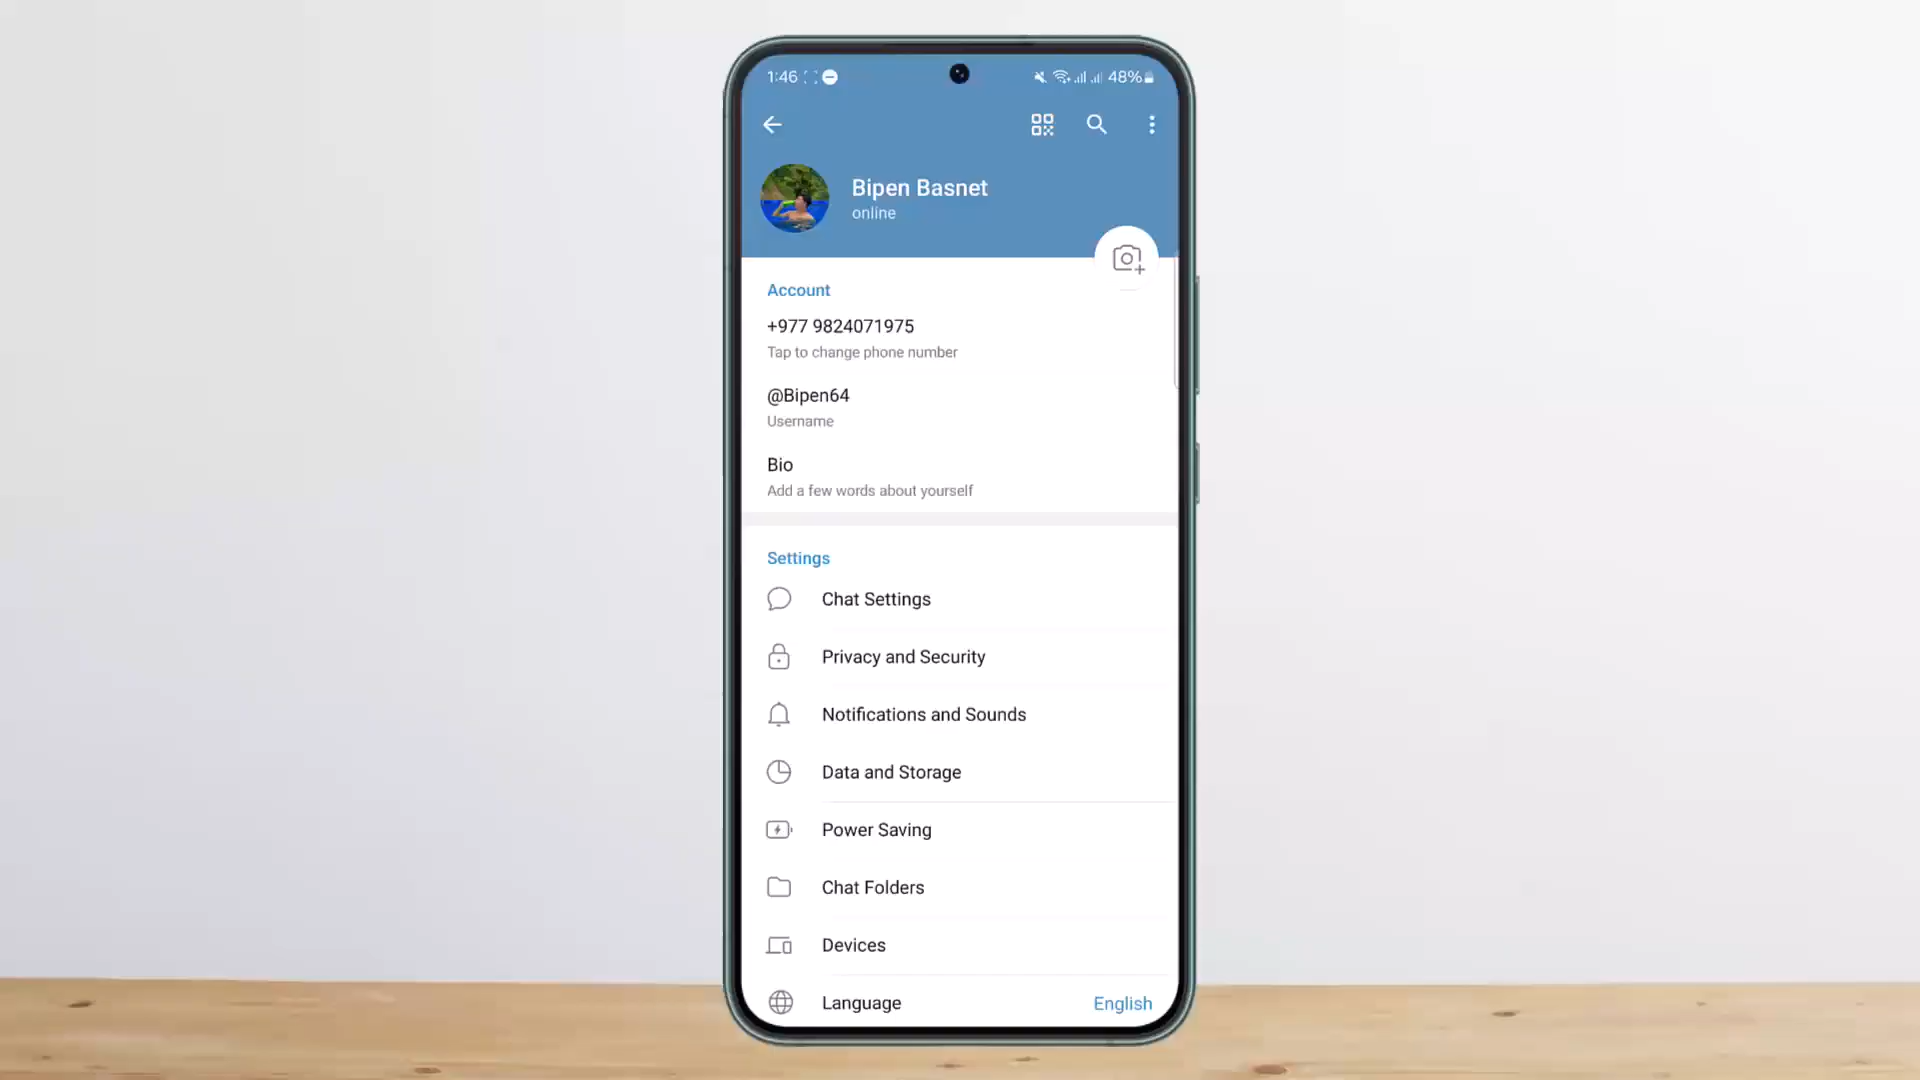 1:46 48%
Bipen Basnet
online
Account
+977 9824071975
Tap to change phone number
@Bipen64
Username
Bio
Add a few words about yourself
Settings
Chat Settings
Privacy and Security
Notifications and Sounds
Data and Storage
Power Saving
Chat Folders
Devices
Language English